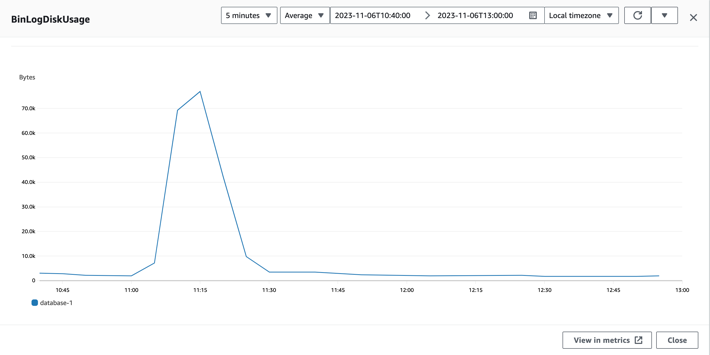 BinLogDiskUsage
5 minutes Average 2023-11-06T10:40:00 2023-11-06T13:00:00 Local timezone
Bytes
70.0k
60.0k
50.0k
40.0k
30.0k
20.0k
10.0k
0
10:45 11:00 11:15 11:30 11:45 12:00 12:15 12:30 12:45 13:00
database-1
View in metrics Close